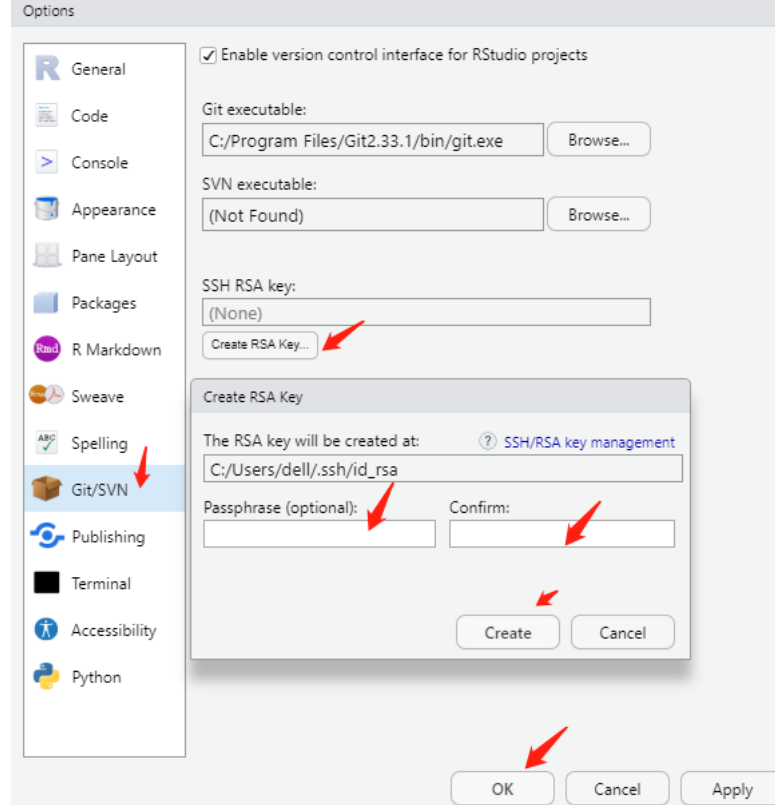 Options
General
Code
Console
Appearance
Pane Layout
Packages
Rmd R Markdown
Sweave
ABC Spelling
Git/SVN
Publishing
Terminal
Accessibility
Python
Enable version control interface for RStudio projects
Git executable:
C:/Program Files/Git2.33.1/bin/git.exe Browse...
SVN executable:
(Not Found) Browse...
SSH RSA key:
(None)
Create RSA Key...
Create RSA Key
The RSA key will be created at: ? SSH/RSA key management
C:/Users/dell/.ssh/id_rsa
Passphrase (optional): Confirm:
Create Cancel
OK Cancel Apply